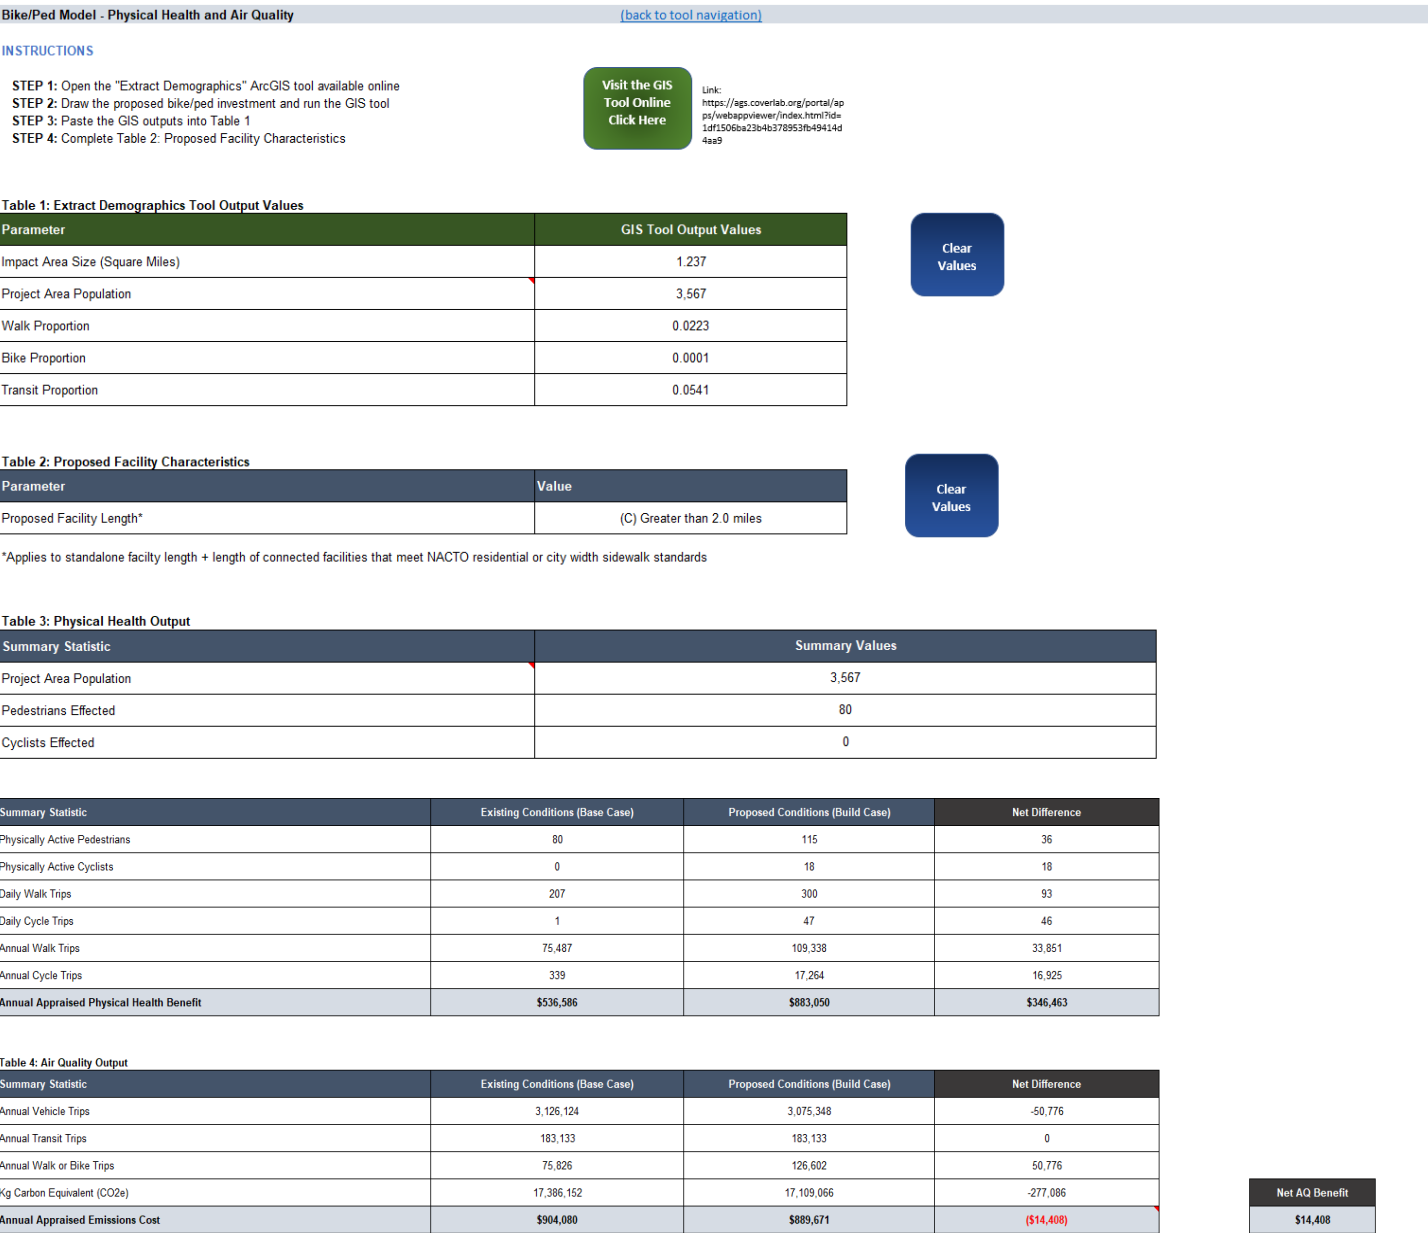 Bike/Ped Model - Physical Health and Air Quality (back to tool navigation)
INSTRUCTIONS
STEP 1: Open the "Extract Demographics" ArcGIS tool available online
STEP 2: Draw the proposed bike/ped investment and run the GIS tool
STEP 3: Paste the GIS outputs into Table 1
STEP 4: Complete Table 2: Proposed Facility Characteristics
Visit the GIS
Tool Online
Click Here
Link:
https://ags.coverlab.org/portal/ap
ps/webappviewer/index.html?id=
1df1506ba23b4b378953fb49414d
4aa9
Table 1: Extract Demographics Tool Output Values
Parameter GIS Tool Output Values
Impact Area Size (Square Miles) 1.237
Project Area Population 3,567
Walk Proportion 0.0223
Bike Proportion 0.0001
Transit Proportion 0.0541
Clear
Values
Table 2: Proposed Facility Characteristics
Parameter Value
Proposed Facility Length* (C) Greater than 2.0 miles
Clear
Values
*Applies to standalone facilty length + length of connected facilities that meet NACTO residential or city width sidewalk standards
Table 3: Physical Health Output
Summary Statistic Summary Values
Project Area Population 3,567
Pedestrians Effected 80
Cyclists Effected 0
Summary Statistic Existing Conditions (Base Case) Proposed Conditions (Build Case) Net Difference
Physically Active Pedestrians 80 115 36
Physically Active Cyclists 0 18 18
Daily Walk Trips 207 300 93
Daily Cycle Trips 1 47 46
Annual Walk Trips 75,487 109,338 33,851
Annual Cycle Trips 339 17,264 16,925
Annual Appraised Physical Health Benefit $536,586 $883,050 $346,463
Table 4: Air Quality Output
Summary Statistic Existing Conditions (Base Case) Proposed Conditions (Build Case) Net Difference
Annual Vehicle Trips 3,126,124 3,075,348 -50,776
Annual Transit Trips 183,133 183,133 0
Annual Walk or Bike Trips 75,826 126,602 50,776
Kg Carbon Equivalent (CO2e) 17,386,152 17,109,066 -277,086
Annual Appraised Emissions Cost $904,080 $889,671 ($14,408)
Net AQ Benefit
$14,408